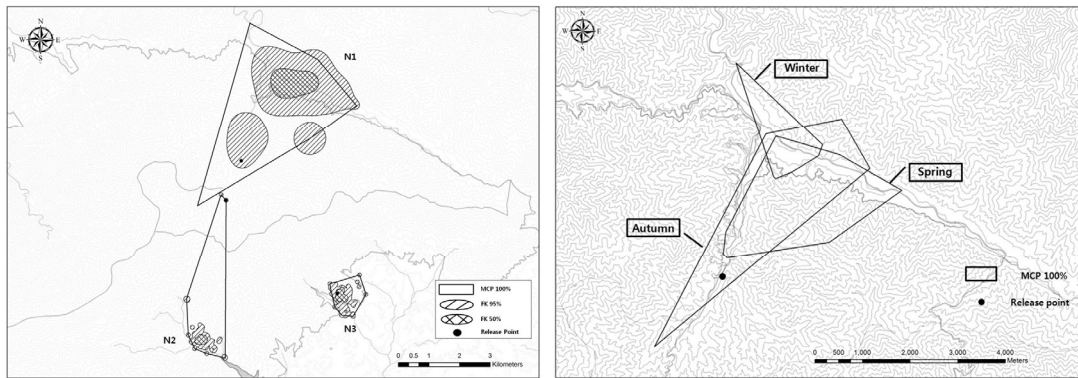 N
W E
S
N1
N2
N3
MCP 100%
FK 95%
FK 50%
Release Point
0 0.5 1 2 3
Kilometers
N
W E
S
Winter
Spring
Autumn
MCP 100%
Release point
0 500 1,000 2,000 3,000 4,000
Meters